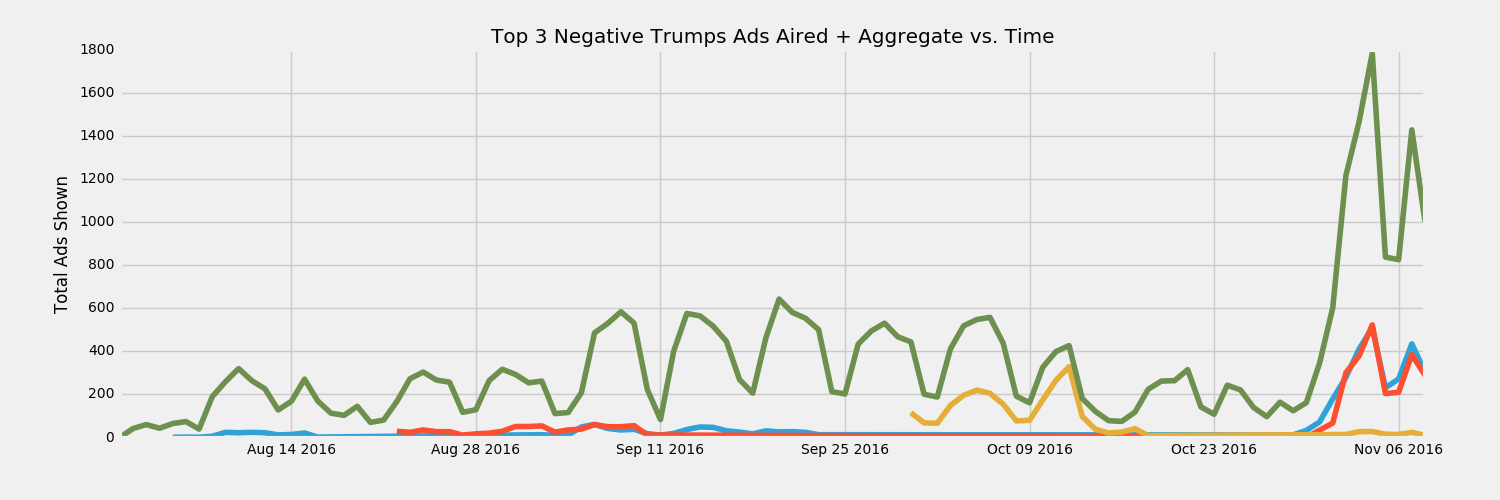 Top 3 Negative Trumps Ads Aired + Aggregate vs. Time
1800
1600
1400
1200
1000
800
600
400
200
0
Total Ads Shown
Aug 14 2016
Aug 28 2016
Sep 11 2016
Sep 25 2016
Oct 09 2016
Oct 23 2016
Nov 06 2016